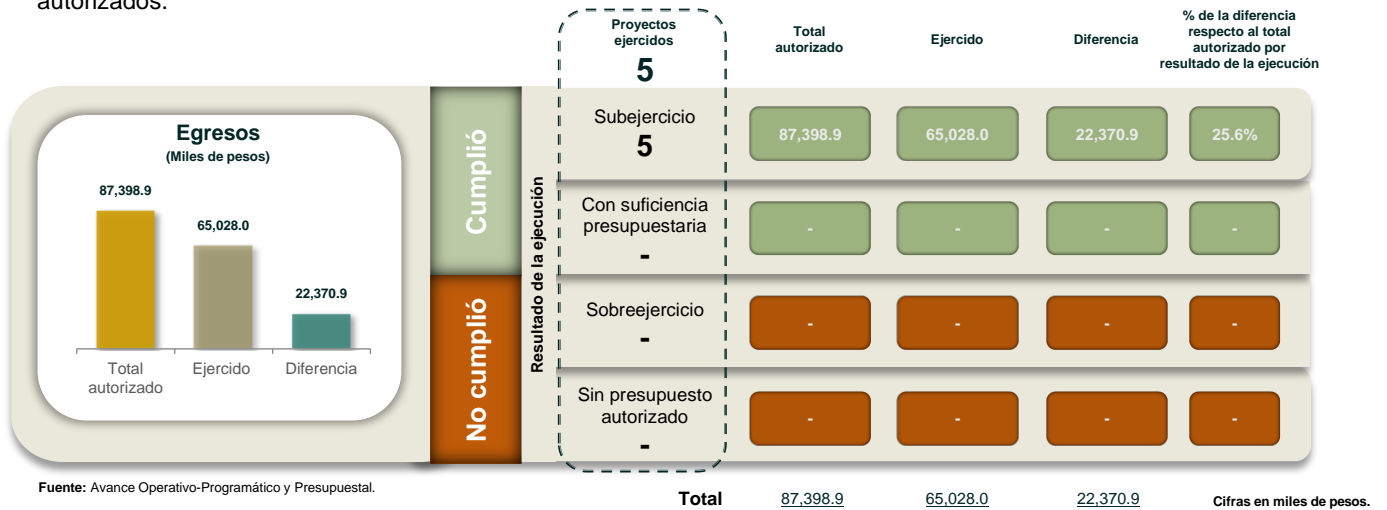 autorizados.
Proyectos
ejercidos
5
Total
autorizado
Ejercido
Diferencia
% de la diferencia
respecto al total
autorizado por
resultado de la ejecución
Egresos
(Miles de pesos)
87,398.9
65,028.0
22,370.9
Total
autorizado
Ejercido
Diferencia
Cumplió
No cumplió
Resultado de la ejecución
Subejercicio
5
87,398.9
65,028.0
22,370.9
25.6%
Con suficiencia
presupuestaria
-
-
-
-
-
Sobreejercicio
-
-
-
-
-
Sin presupuesto
autorizado
-
-
-
-
-
Fuente: Avance Operativo-Programático y Presupuestal.
Total
87,398.9
65,028.0
22,370.9
Cifras en miles de pesos.